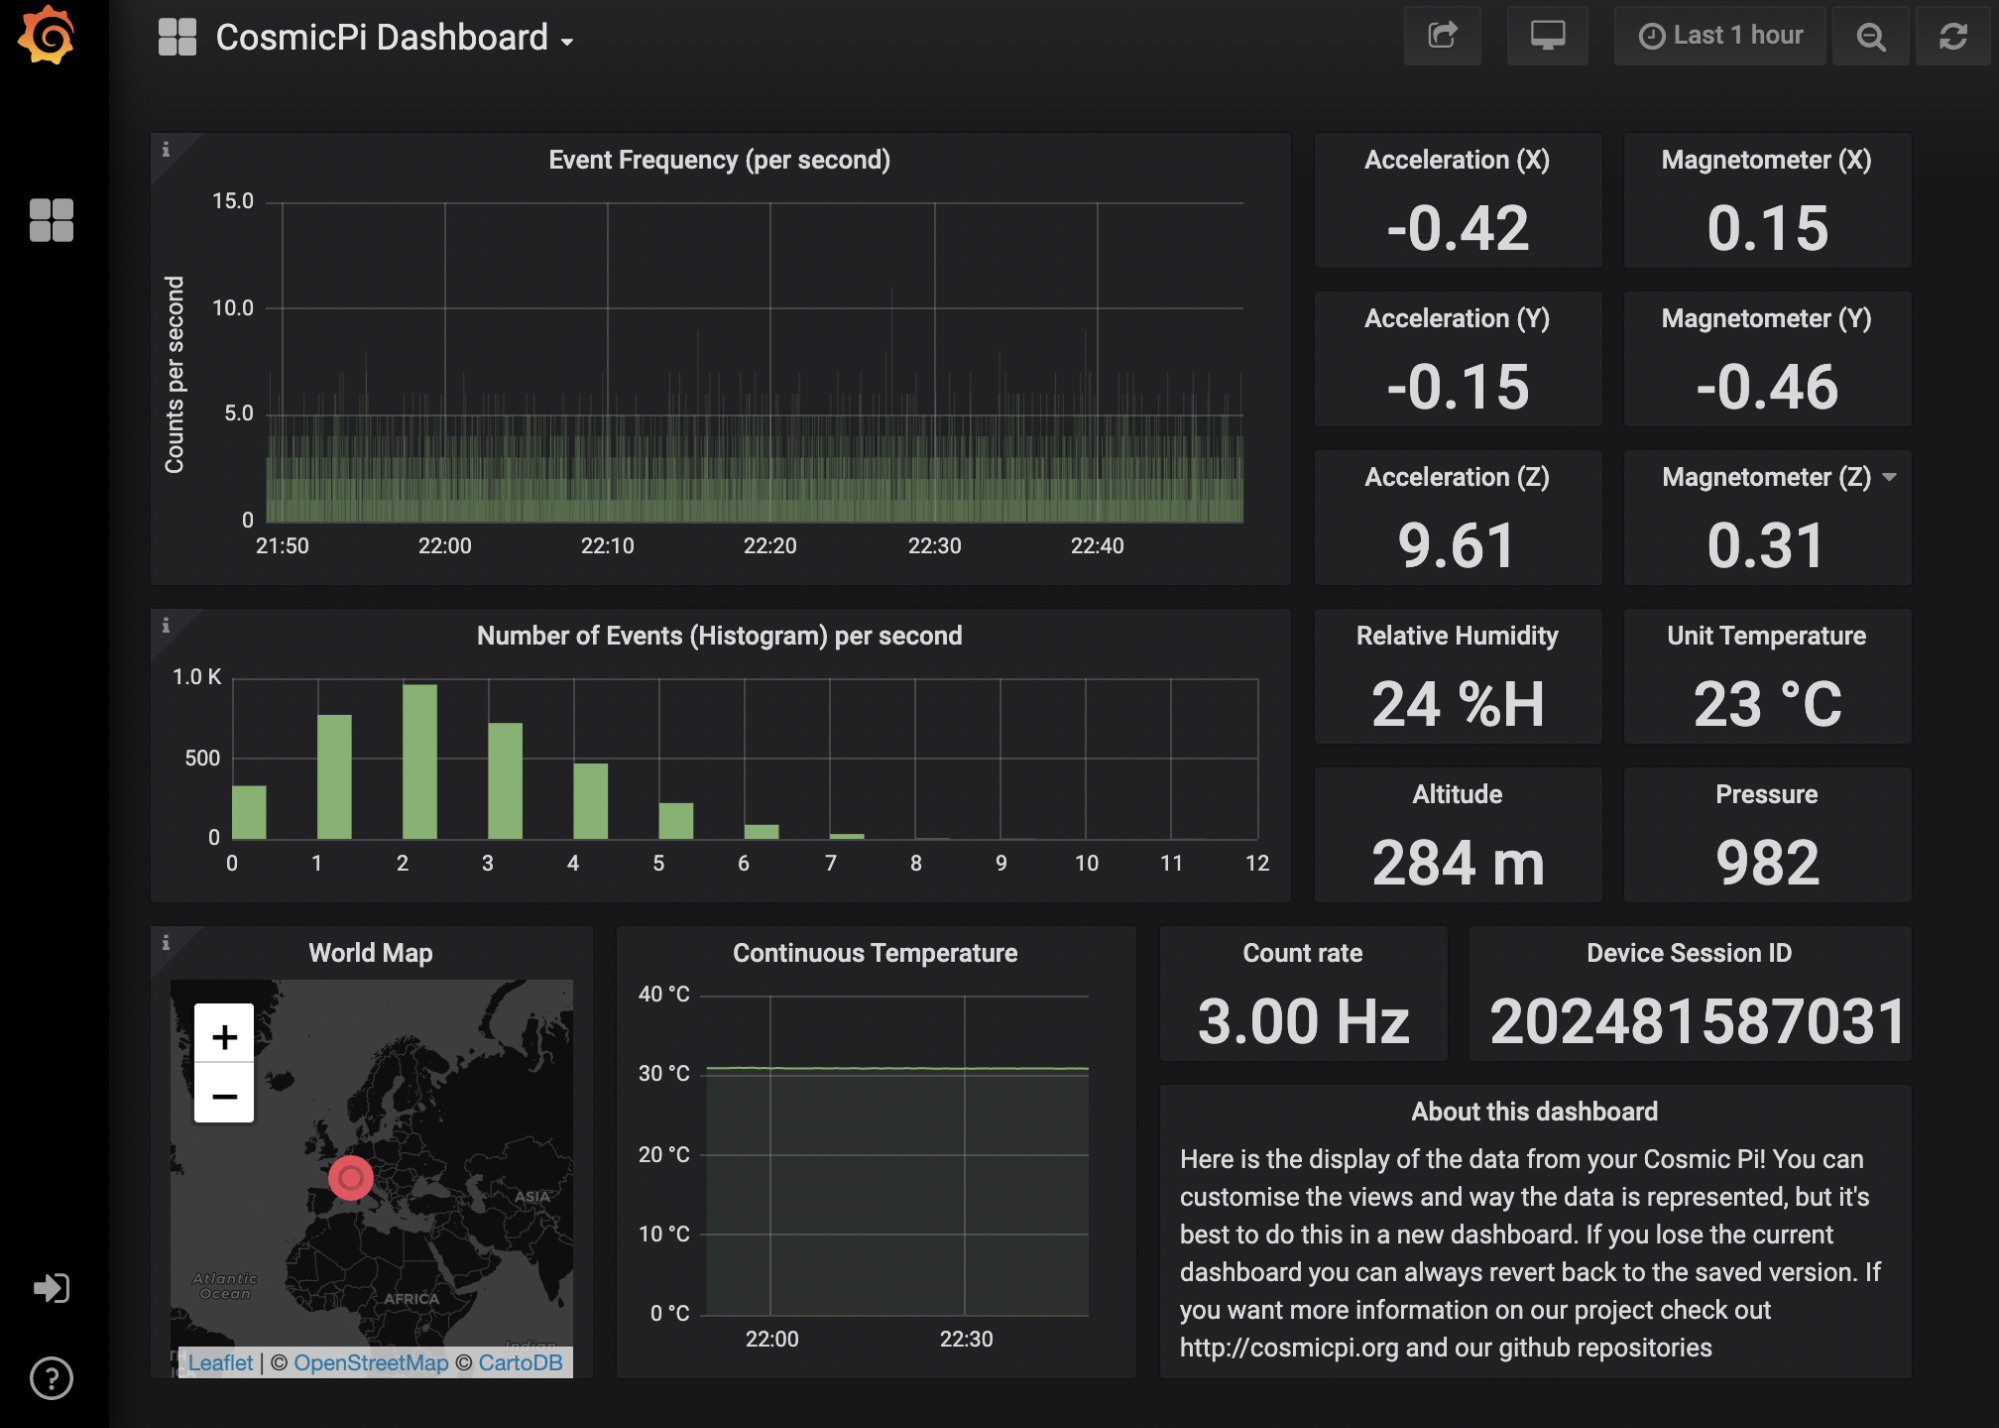 CosmicPi Dashboard
Last 1 hour
Event Frequency (per second)
Counts per second
15.0
10.0
5.0
0
21:50 22:00 22:10 22:20 22:30 22:40
Acceleration (X)
-0.42
Magnetometer (X)
0.15
Acceleration (Y)
-0.15
Magnetometer (Y)
-0.46
Acceleration (Z)
9.61
Magnetometer (Z)
0.31
Number of Events (Histogram) per second
1.0 K
500
0
0 1 2 3 4 5 6 7 8 9 10 11 12
Relative Humidity
24 %H
Unit Temperature
23 °C
Altitude
284 m
Pressure
982
World Map
+
−
ASIA
Atlantic
Ocean
AFRICA
Indian
Leaflet | © OpenStreetMap © CartoDB
Continuous Temperature
40 °C
30 °C
20 °C
10 °C
0 °C
22:00 22:30
Count rate
3.00 Hz
Device Session ID
202481587031
About this dashboard
Here is the display of the data from your Cosmic Pi! You can
customise the views and way the data is represented, but it's
best to do this in a new dashboard. If you lose the current
dashboard you can always revert back to the saved version. If
you want more information on our project check out
http://cosmicpi.org and our github repositories